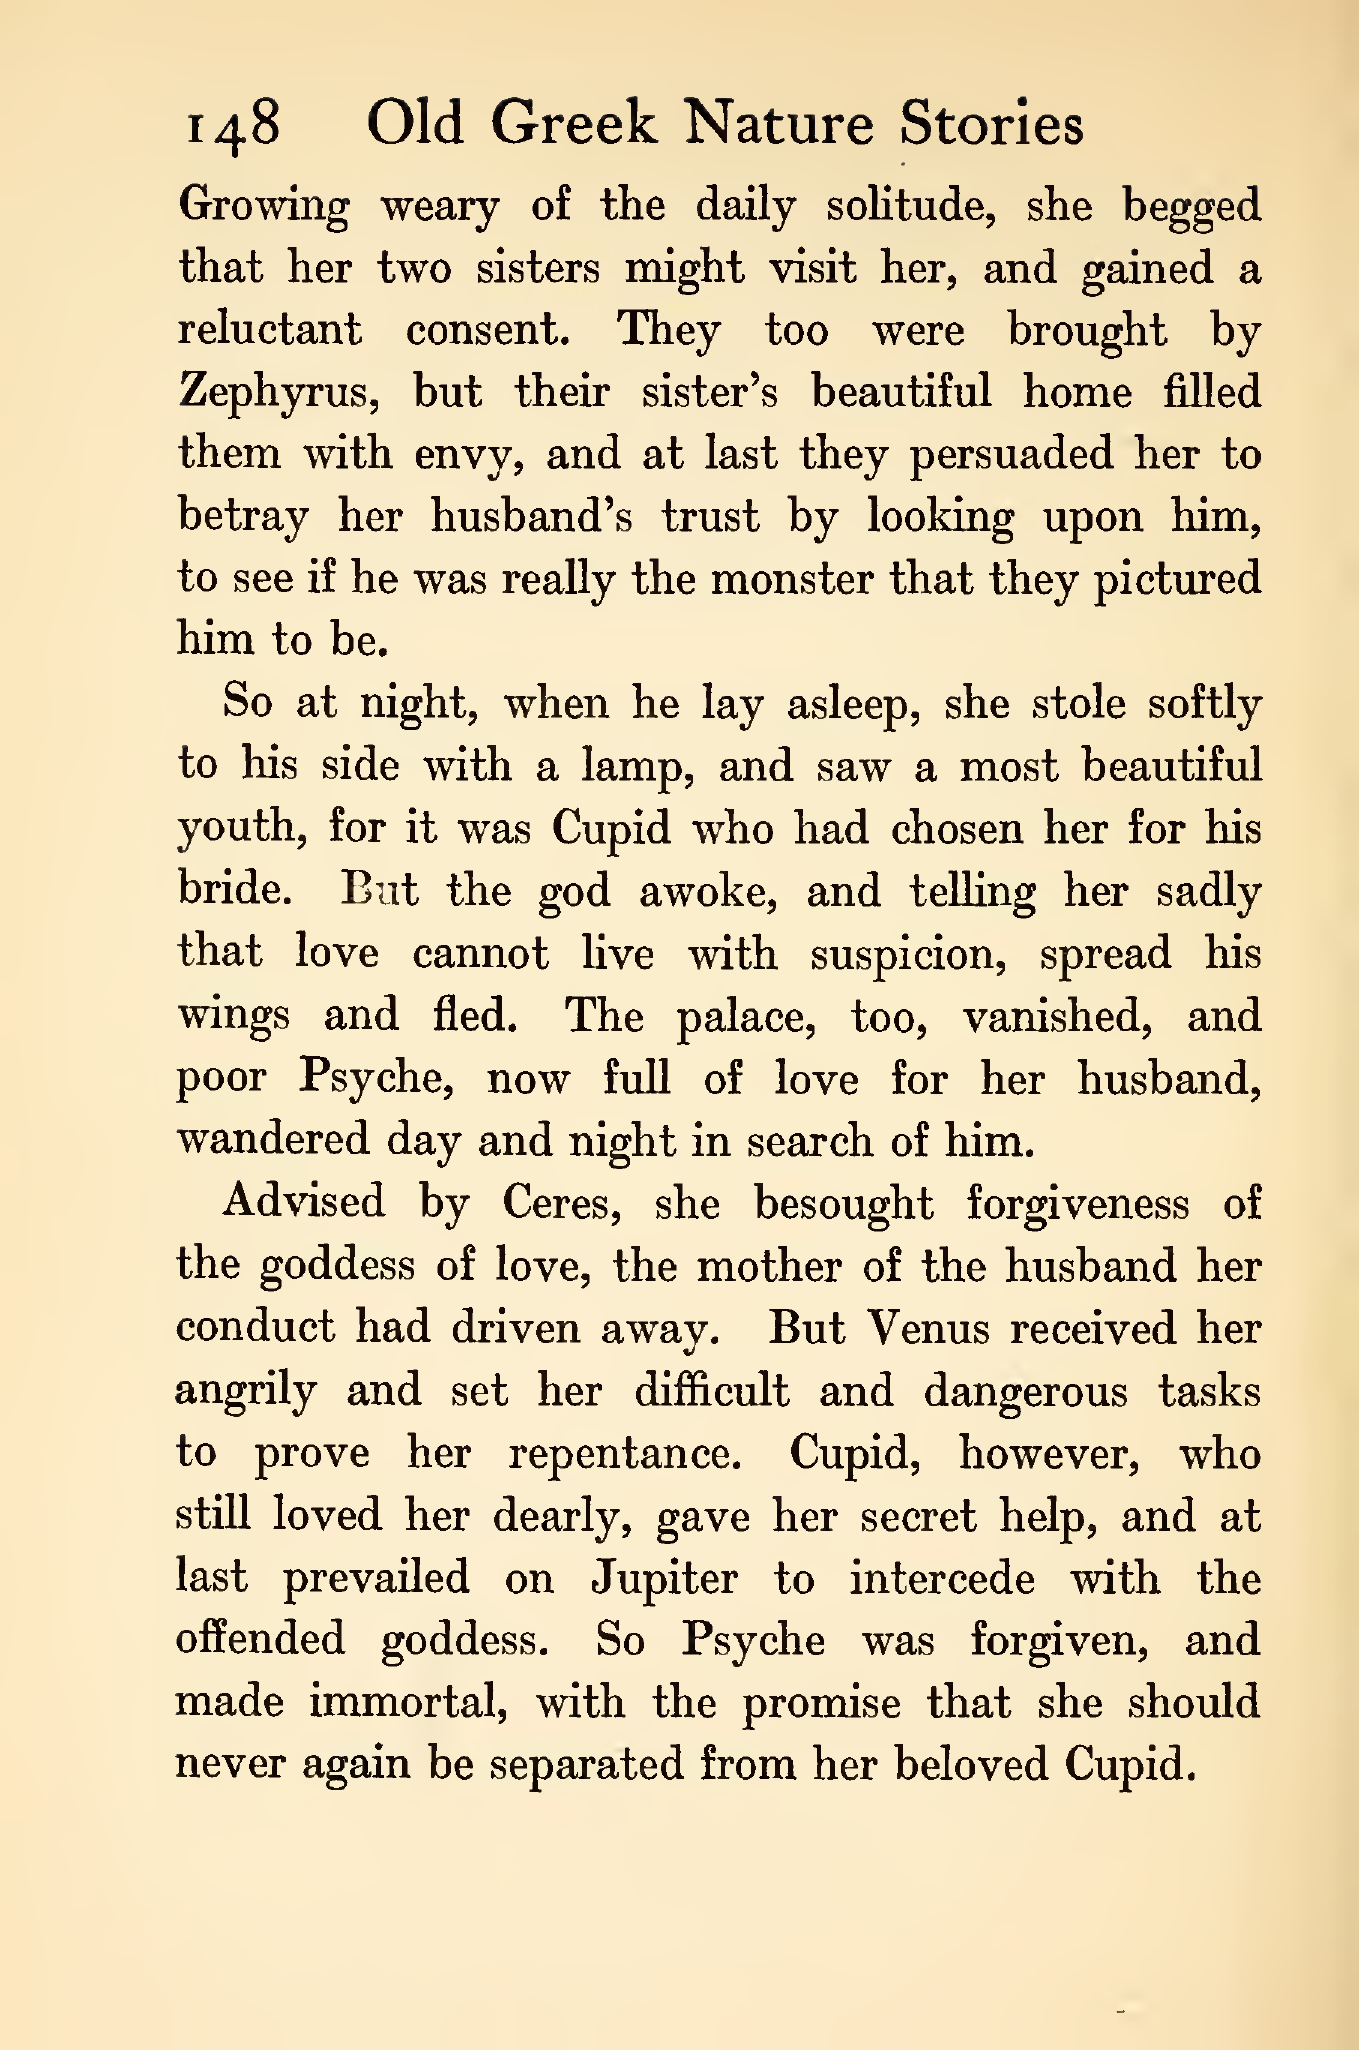 148 Old Greek Nature Stories
Growing weary of the daily solitude, she begged
that her two sisters might visit her, and gained a
reluctant consent. They too were brought by
Zephyrus, but their sister's beautiful home filled
them with envy, and at last they persuaded her to
betray her husband's trust by looking upon him,
to see if he was really the monster that they pictured
him to be.
So at night, when he lay asleep, she stole softly
to his side with a lamp, and saw a most beautiful
youth, for it was Cupid who had chosen her for his
bride. But the god awoke, and telling her sadly
that love cannot live with suspicion, spread his
wings and fled. The palace, too, vanished, and
poor Psyche, now full of love for her husband,
wandered day and night in search of him.
Advised by Ceres, she besought forgiveness of
the goddess of love, the mother of the husband her
conduct had driven away. But Venus received her
angrily and set her difficult and dangerous tasks
to prove her repentance. Cupid, however, who
still loved her dearly, gave her secret help, and at
last prevailed on Jupiter to intercede with the
offended goddess. So Psyche was forgiven, and
made immortal, with the promise that she should
never again be separated from her beloved Cupid.